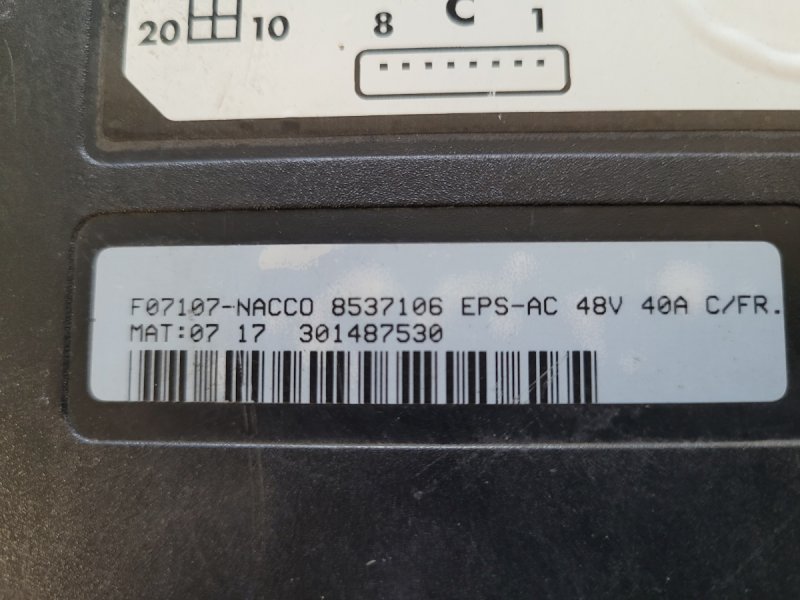 20 10 8 C 1
F07107-NACCO 8537106 EPS-AC 48V 40A C/FR.
MAT:07 17 301487530